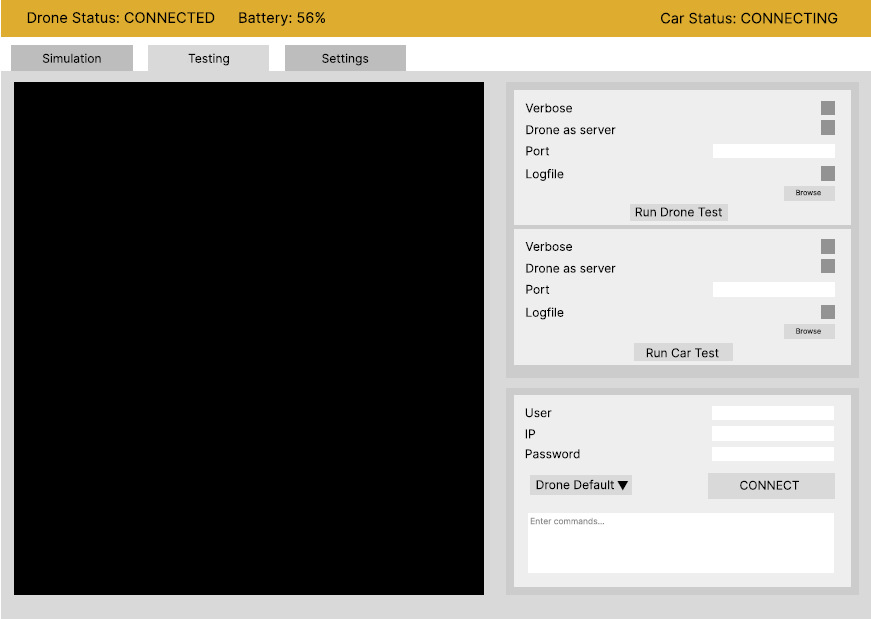 Drone Status: CONNECTED Battery: 56% Car Status: CONNECTING
Simulation Testing Settings
Verbose
Drone as server
Port
Logfile
Browse
Run Drone Test
Verbose
Drone as server
Port
Logfile
Browse
Run Car Test
User
IP
Password
Drone Default ▼ CONNECT
Enter commands...